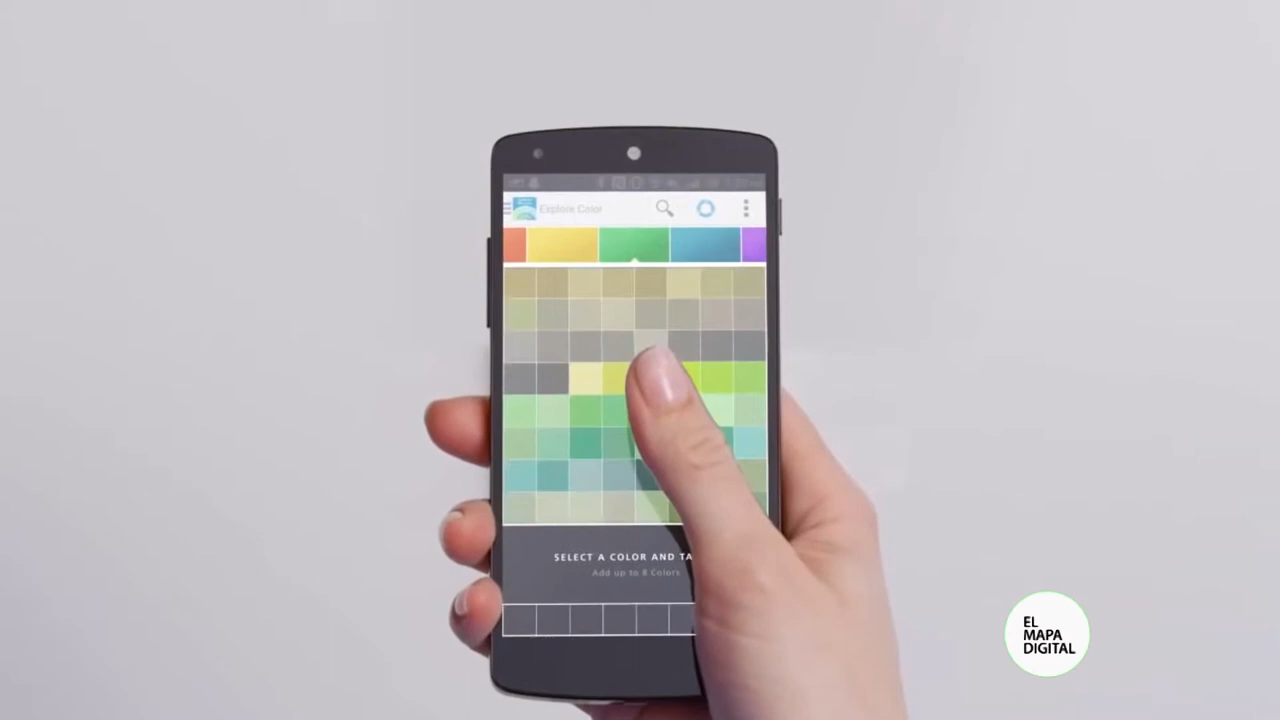 Explore Color
SELECT A COLOR AND TA
Add up to 8 Colors
EL
MAPA
DIGITAL